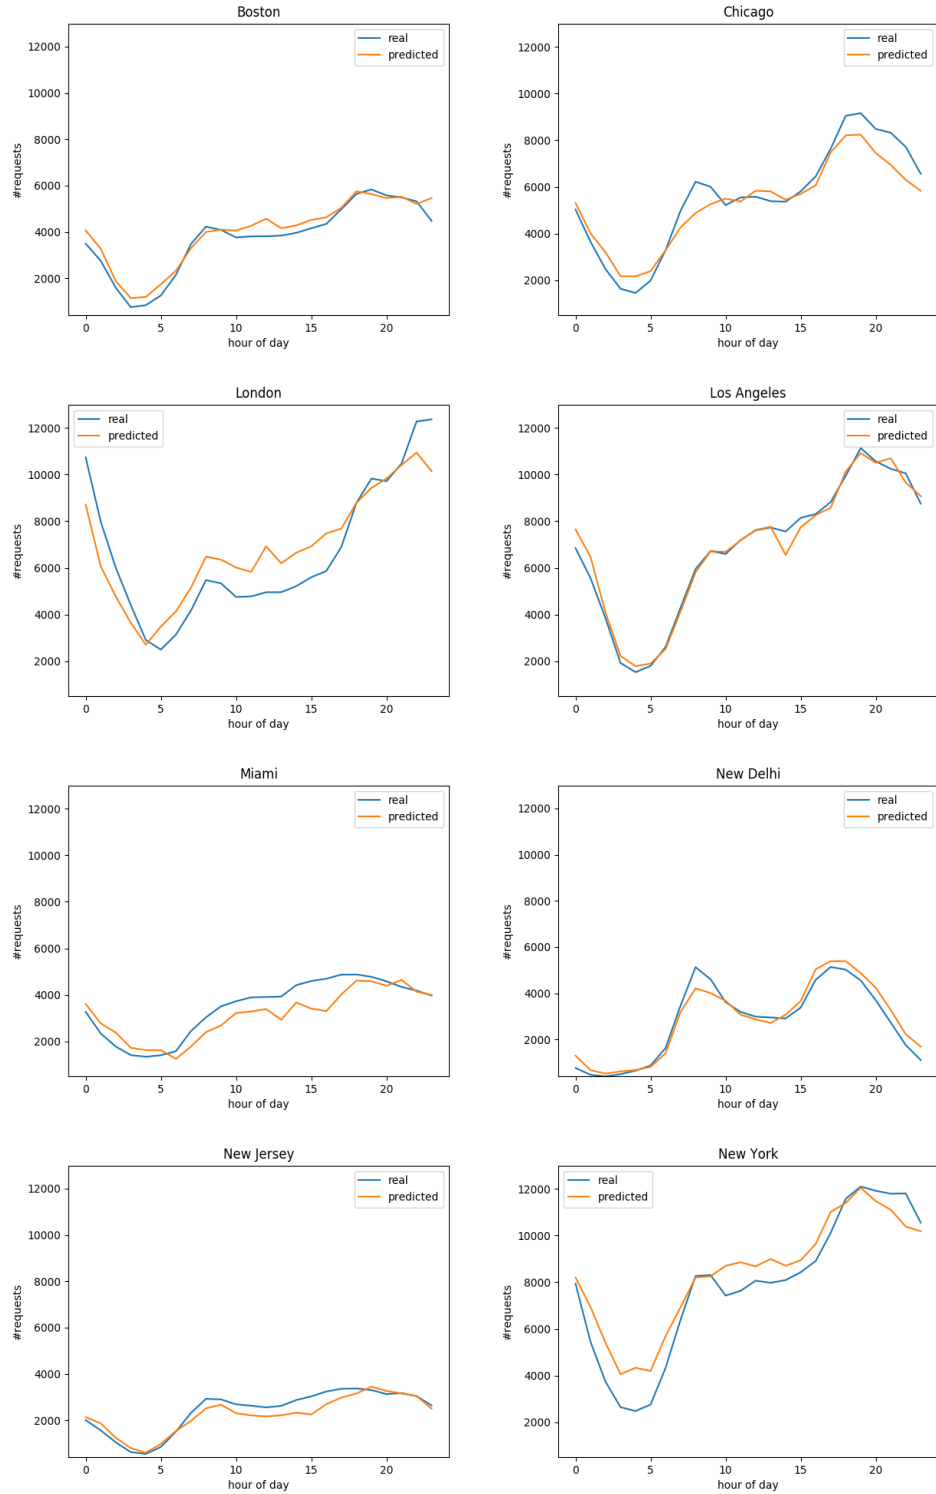 Boston
real
predicted
12000
10000
8000
6000
4000
2000
#requests
0 5 10 15 20
hour of day
Chicago
real
predicted
12000
10000
8000
6000
4000
2000
#requests
0 5 10 15 20
hour of day
London
real
predicted
12000
10000
8000
6000
4000
2000
#requests
0 5 10 15 20
hour of day
Los Angeles
real
predicted
12000
10000
8000
6000
4000
2000
#requests
0 5 10 15 20
hour of day
Miami
real
predicted
12000
10000
8000
6000
4000
2000
#requests
0 5 10 15 20
hour of day
New Delhi
real
predicted
12000
10000
8000
6000
4000
2000
#requests
0 5 10 15 20
hour of day
New Jersey
real
predicted
12000
10000
8000
6000
4000
2000
#requests
0 5 10 15 20
hour of day
New York
real
predicted
12000
10000
8000
6000
4000
2000
#requests
0 5 10 15 20
hour of day